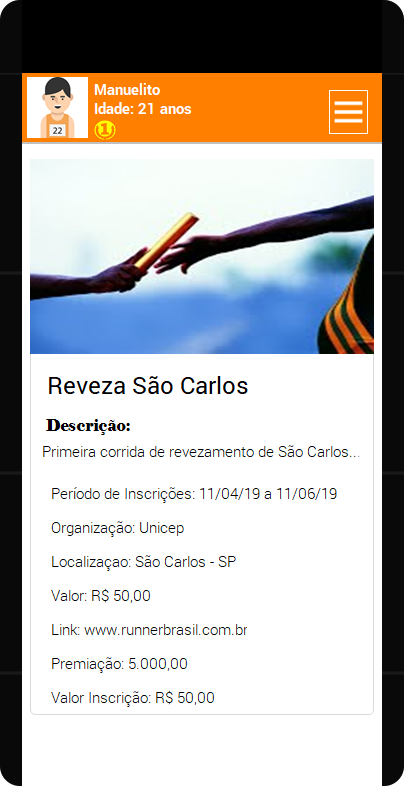 Manuelito
Idade: 21 anos
1
22
Reveza São Carlos
Descrição:
Primeira corrida de revezamento de São Carlos...
Período de Inscrições: 11/04/19 a 11/06/19
Organização: Unicep
Localizaçao: São Carlos - SP
Valor: R$ 50,00
Link: www.runnerbrasil.com.br
Premiação: 5.000,00
Valor Inscrição: R$ 50,00